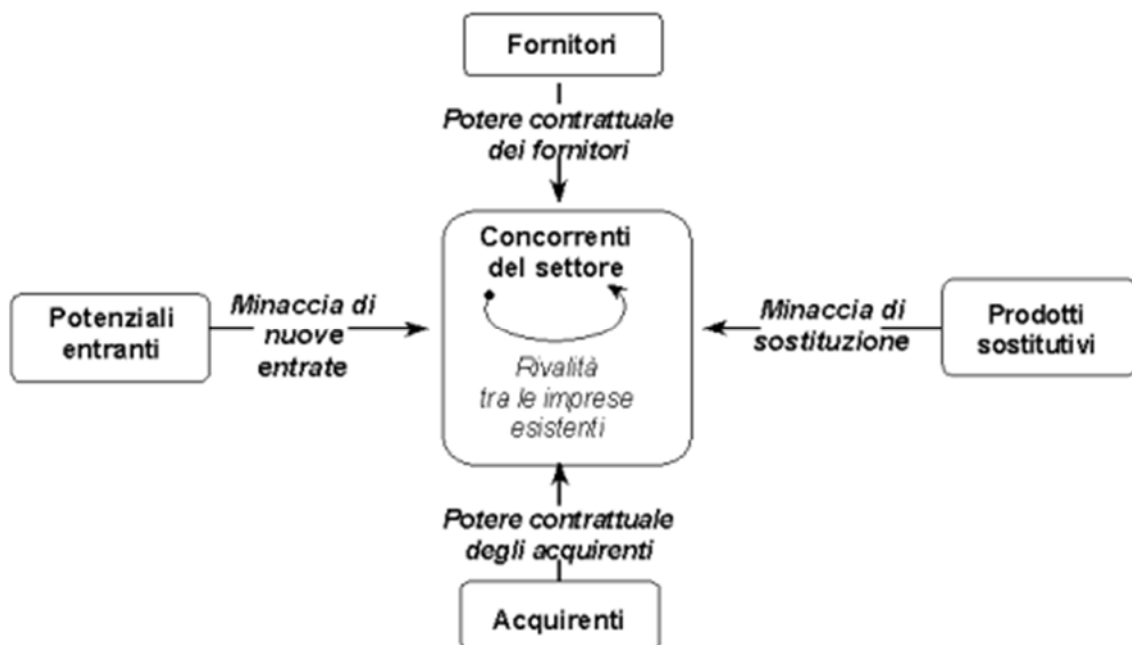 Fornitori
Potere contrattuale
dei fornitori
Concorrenti
del settore
Rivalità
tra le imprese
esistenti
Potenziali
entranti
Minaccia di
nuove
entrate
Minaccia di
sostituzione
Prodotti
sostitutivi
Potere contrattuale
degli acquirenti
Acquirenti